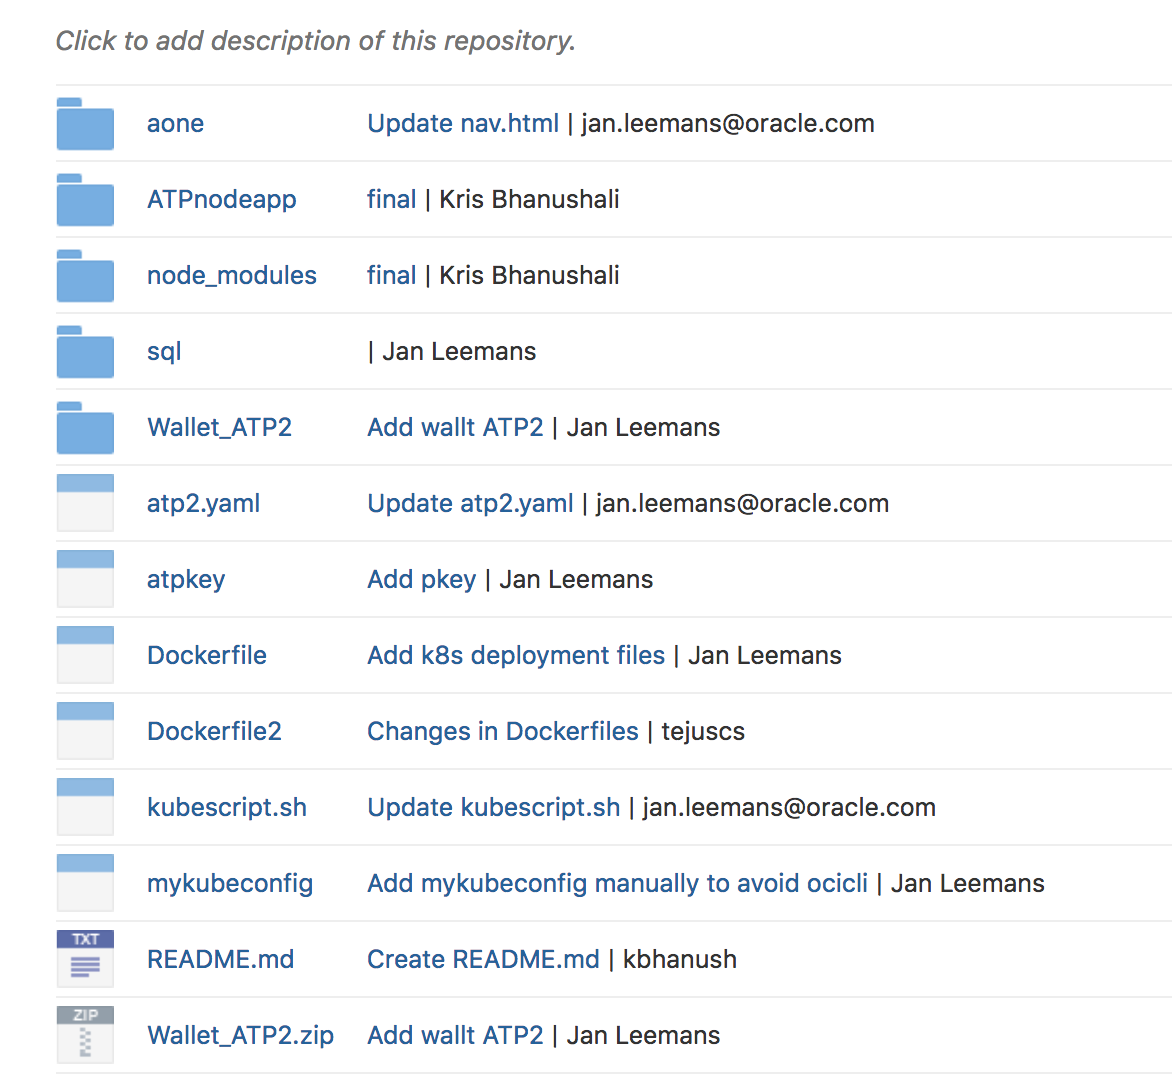 Click to add description of this repository.
aone Update nav.html | jan.leemans@oracle.com
ATPnodeapp final | Kris Bhanushali
node_modules final | Kris Bhanushali
sql | Jan Leemans
Wallet_ATP2 Add wallt ATP2 | Jan Leemans
atp2.yaml Update atp2.yaml | jan.leemans@oracle.com
atpkey Add pkey | Jan Leemans
Dockerfile Add k8s deployment files | Jan Leemans
Dockerfile2 Changes in Dockerfiles | tejuscs
kubescript.sh Update kubescript.sh | jan.leemans@oracle.com
mykubeconfig Add mykubeconfig manually to avoid ocicli | Jan Leemans
TXT README.md Create README.md | kbhanush
ZIP Wallet_ATP2.zip Add wallt ATP2 | Jan Leemans